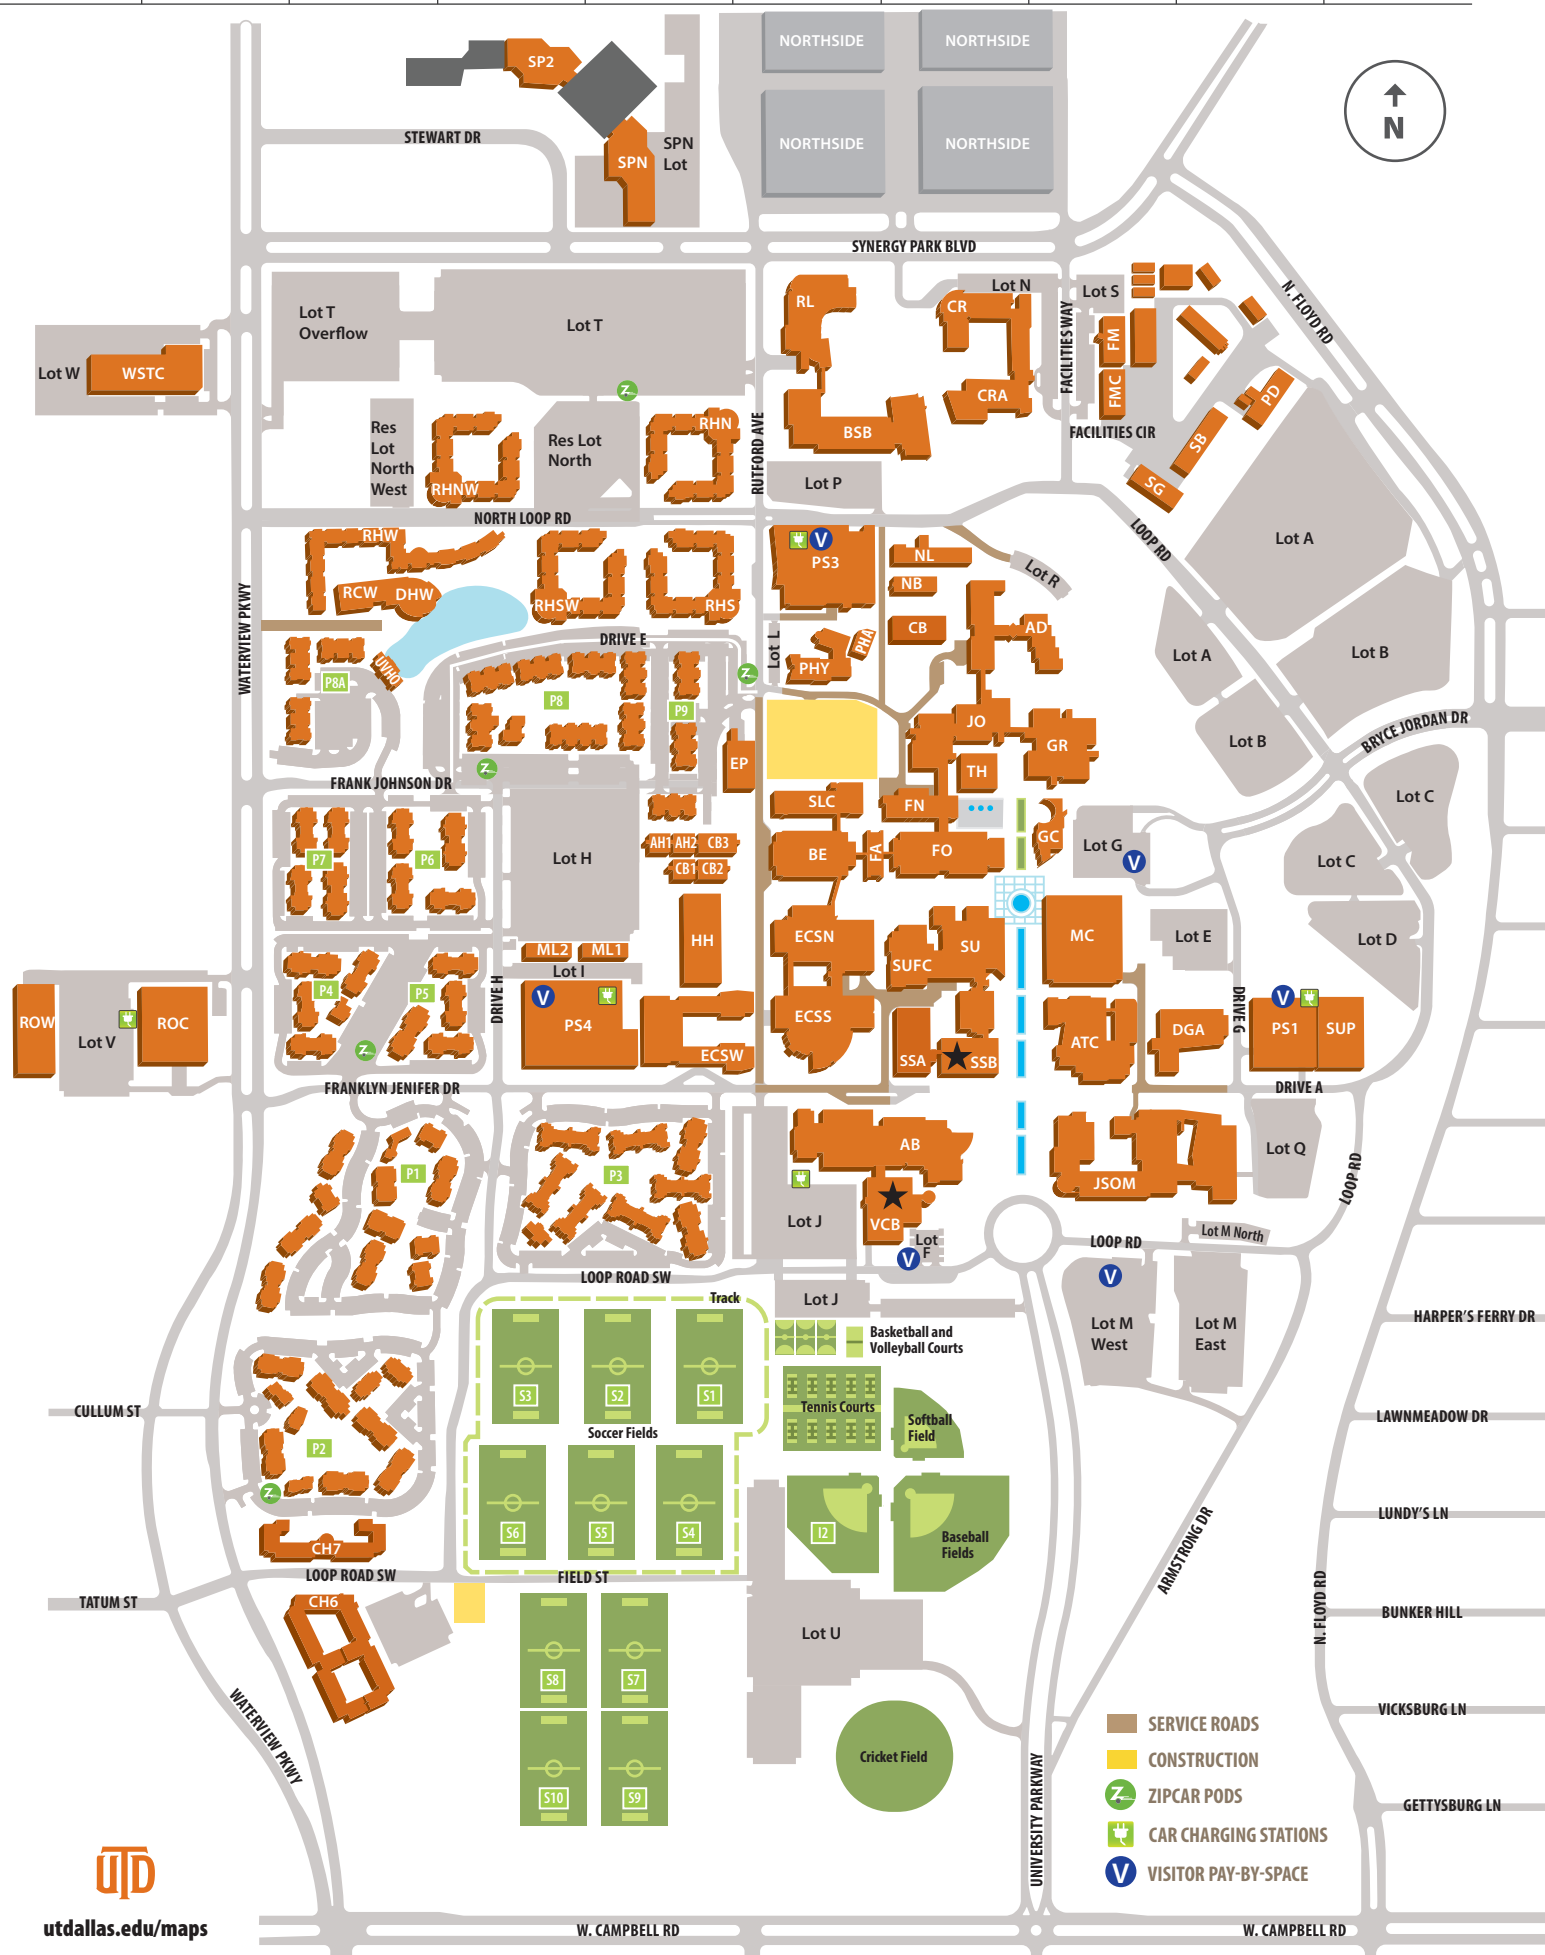 NORTHSIDE
NORTHSIDE
SP2
N
STEWART DR
SPN
Lot
SPN
NORTHSIDE
NORTHSIDE
SYNERGY PARK BLVD
N. FLOYD RD
Lot T
Overflow
Lot T
RL
Lot N
CR
Lot S
FACILITIES WAY
FM
Lot W
WSTC
FMC
PD
CRA
RUTFORD AVE
RHN
Res
Lot
North
West
Res Lot
North
BSB
FACILITIES CIR
SB
RHNW
Lot P
SG
NORTH LOOP RD
LOOP RD
Lot A
RHW
V
PS3
NL
Lot R
NB
RCW
DHW
RHSW
RHS
WATERVIEW PKWY
CB
AD
DRIVE E
Lot L
PHA
PHY
Lot A
Lot B
UVHO
P8A
P8
P9
JO
GR
Lot B
BRYCE JORDAN DR
EP
TH
FRANK JOHNSON DR
SLC
FN
Lot C
GC
Lot G
V
AH1
AH2
CB3
P7
P6
Lot H
BE
FA
FO
Lot C
CB1
CB2
HH
ECSN
SU
MC
Lot E
Lot D
ML2
ML1
SUFC
Lot I
P4
P5
V
PS4
DRIVE H
ECSS
DRIVE G
V
PS1
SUP
ROW
Lot V
ROC
ECSW
SSA
SSB
ATC
DGA
FRANKLYN JENIFER DR
DRIVE A
AB
Lot Q
P1
P3
JSOM
LOOP RD
Lot J
VCB
Lot
F
V
LOOP RD
Lot M North
LOOP ROAD SW
V
Track
Lot J
Lot M
West
Lot M
East
HARPER'S FERRY DR
Basketball and
Volleyball Courts
S3
S2
S1
Tennis Courts
CULLUM ST
Softball
Field
LAWNMEADOW DR
Soccer Fields
P2
S6
S5
S4
I2
Baseball
Fields
LUNDY'S LN
CH7
LOOP ROAD SW
FIELD ST
ARMSTRONG DR
TATUM ST
CH6
N. FLOYD RD
BUNKER HILL
Lot U
S8
S7
WATERVIEW PKWY
VICKSBURG LN
SERVICE ROADS
Cricket Field
CONSTRUCTION
S10
S9
UNIVERSITY PARKWAY
ZIPCAR PODS
GETTYSBURG LN
CAR CHARGING STATIONS
V
VISITOR PAY-BY-SPACE
UTD
utdallas.edu/maps
W. CAMPBELL RD
W. CAMPBELL RD